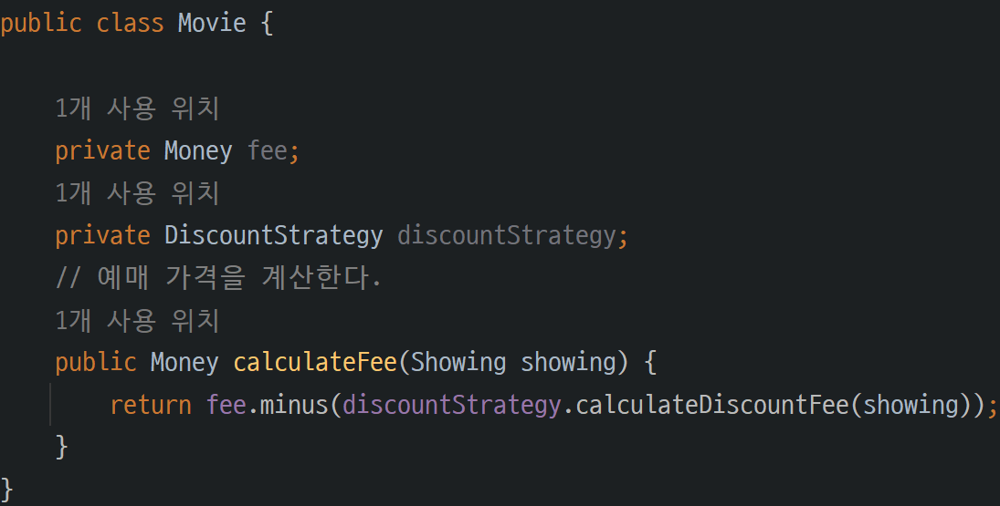 public class Movie {
1개 사용 위치
private Money fee;
1개 사용 위치
private DiscountStrategy discountStrategy;
// 예매 가격을 계산한다.
1개 사용 위치
public Money calculateFee(Showing showing) {
return fee.minus(discountStrategy.calculateDiscountFee(showing));
}
}